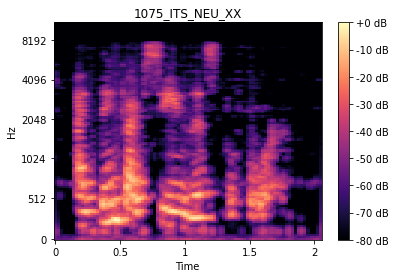 1075_ITS_NEU_XX
8192
4096
2048
1024
512
0
Hz
0
0.5
1
1.5
2
Time
+0 dB
-10 dB
-20 dB
-30 dB
-40 dB
-50 dB
-60 dB
-70 dB
-80 dB